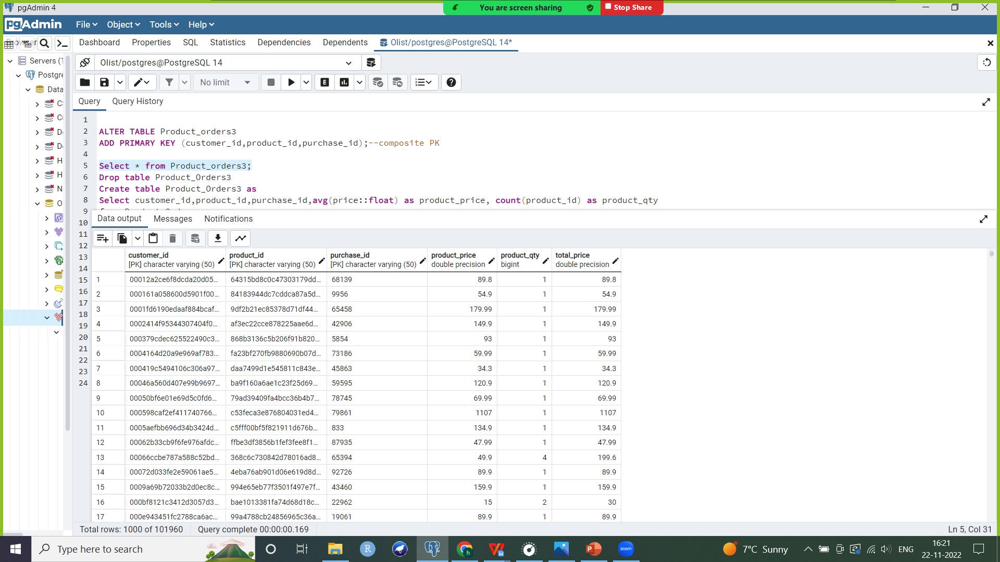 pgAdmin 4
You are screen sharing
Stop Share
pgAdmin
File
Object
Tools
Help
Dashboard
Properties
SQL
Statistics
Dependencies
Dependents
Olist/postgres@PostgreSQL 14*
Servers (1
Postgre
Data
C
C
D
D
H
H
N
O
Olist/postgres@PostgreSQL 14
No limit
E
Query
Query History
1
2 ALTER TABLE Product_orders3
3 ADD PRIMARY KEY (customer_id,product_id,purchase_id);--composite PK
4
5 Select * from Product_orders3;
6 Drop table Product_Orders3
7 Create table Product_Orders3 as
8 Select customer_id,product_id,purchase_id,avg(price::float) as product_price, count(product_id) as product_qty
9
10
11
12
13
14
15
16
17
18
19
20
21
22
23
24
Data output
Messages
Notifications
customer_id [PK] character varying (50)
product_id [PK] character varying (50)
purchase_id [PK] character varying (50)
product_price double precision
product_qty bigint
total_price double precision
1 00012a2ce6f8dcda20d05... 64315bd8c0c47303179dd... 68139 89.8 1 89.8
2 000161a058600d5901f00... 84183944dc7cddca87a5d... 9956 54.9 1 54.9
3 0001fd6190edaaf884bcaf... 9df2b21ec85378d71df44... 65458 179.99 1 179.99
4 0002414f95344307404f0... af3ec22cce878225aae6d... 42906 149.9 1 149.9
5 000379cdec625522490c3... 868b3136c5b206f91b820... 5854 93 1 93
6 0004164d20a9e969af783... fa23bf270fb9880690b07d... 73186 59.99 1 59.99
7 000419c5494106c306a97... daa7499d1e545811c843e... 45863 34.3 1 34.3
8 00046a560d407e99b9697... ba9f160a6ae1c23f25d69... 59595 120.9 1 120.9
9 00050bf6e01e69d5c0fd6... 79ad39409fa4bcc36b4b7... 78745 69.99 1 69.99
10 000598caf2ef411740766... c53feca3e876804031ed4... 79861 1107 1 1107
11 0005aefbb696d34b3424d... c5fff00bf5f821911d676b... 833 134.9 1 134.9
12 00062b33cb9f6fe976afdc... ffbe3df3856b1fef3fee8f1... 87935 47.99 1 47.99
13 00066ccbe787a588c52bd... 368c6c730842d78016ad8... 65394 49.9 4 199.6
14 00072d033fe2e59061ae5... 4eba76ab901d06e619d8d... 92726 89.9 1 89.9
15 0009a69b72033b2d0ec8c... 994e65eb77f3501f497e7f... 43460 159.9 1 159.9
16 000bf8121c3412d3057d3... bae1013381fa74d68d18c... 22962 15 2 30
17 000e943451fc2788ca6ac... 99a4788cb24856965c36a... 19061 89.9 1 89.9
Total rows: 1000 of 101960
Query complete 00:00:00.169
Ln 5, Col 31
Type here to search
R
h
P
zoom
7°C Sunny
ENG
16:21
22-11-2022